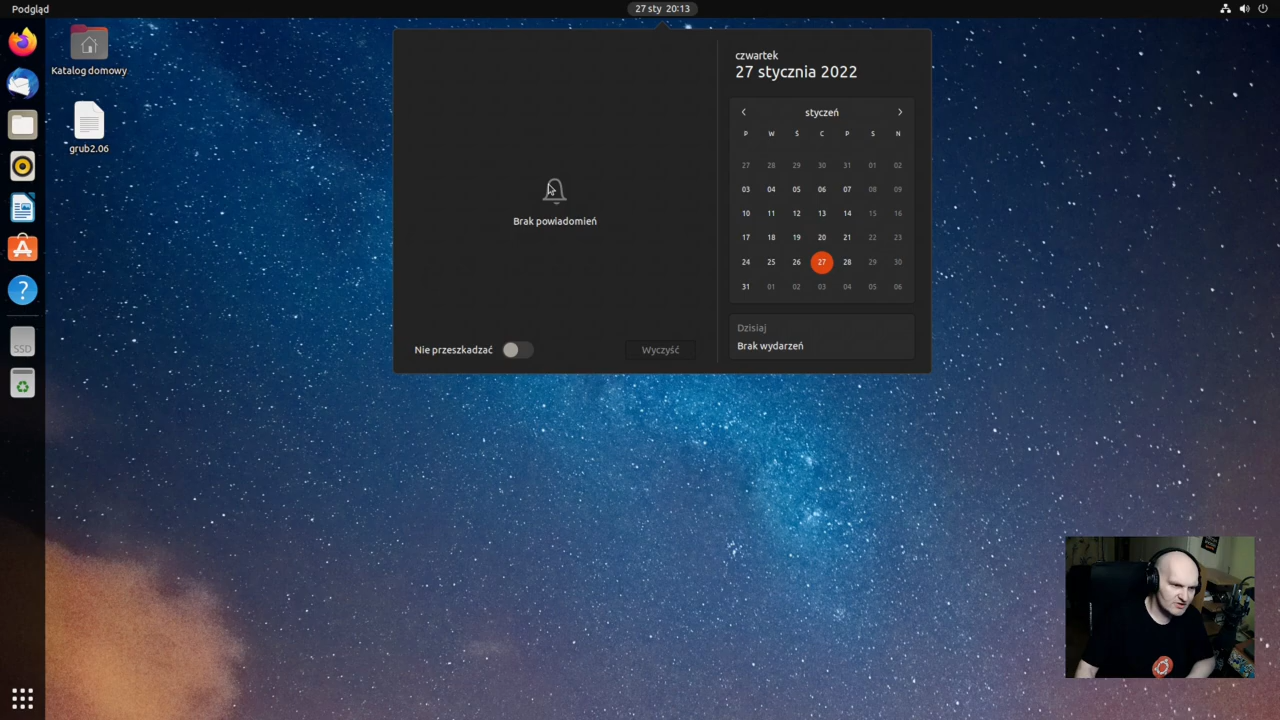 Podgląd
27 sty 20:13
Katalog domowy
grub2.06
SSD
Brak powiadomień
Nie przeszkadzać
Wyczyść
czwartek
27 stycznia 2022
styczeń
P W Ś C P S N
27 28 29 30 31 01 02
03 04 05 06 07 08 09
10 11 12 13 14 15 16
17 18 19 20 21 22 23
24 25 26 27 28 29 30
31 01 02 03 04 05 06
Dzisiaj
Brak wydarzeń